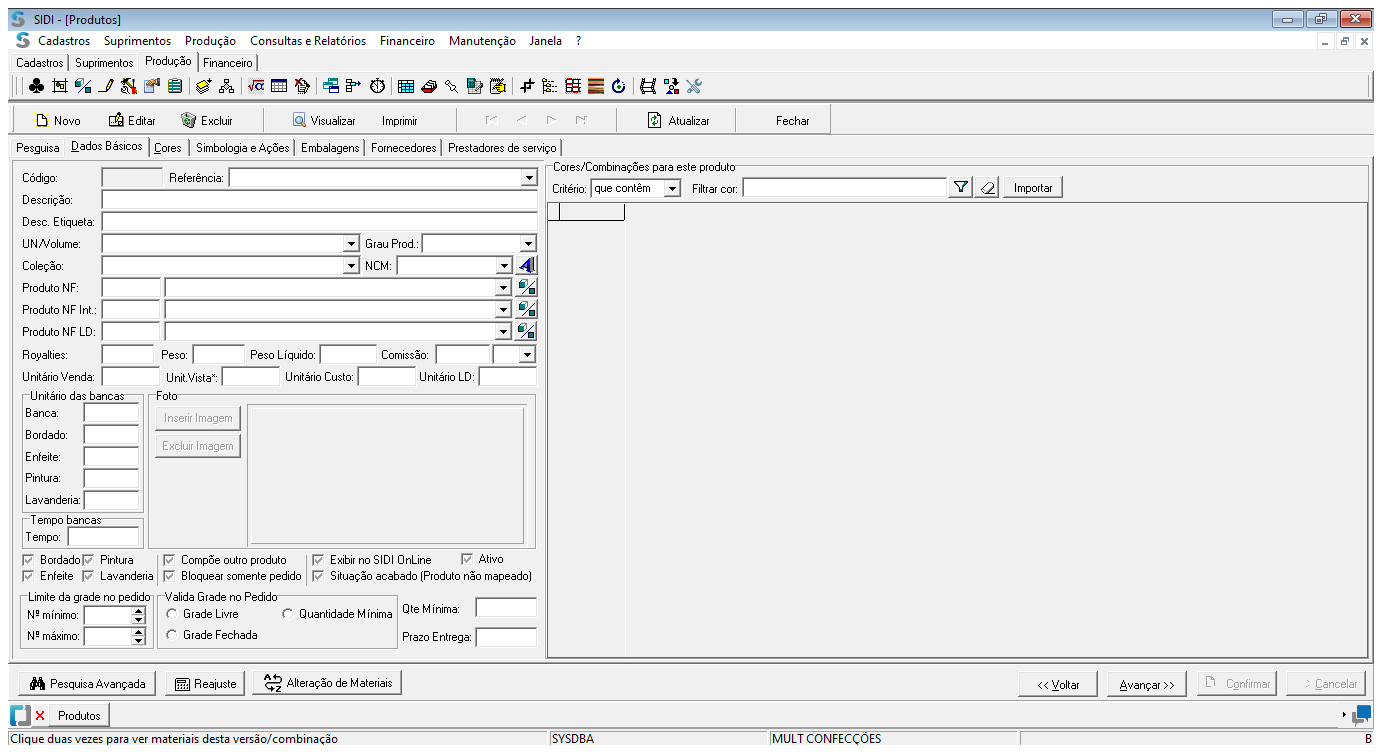 SIDI - [Produtos]
Cadastros Suprimentos Produção Consultas e Relatórios Financeiro Manutenção Janela ?
Cadastros Suprimentos Produção Financeiro
Novo Editar Excluir Visualizar Imprimir Atualizar Fechar
Pesquisa Dados Básicos Cores Simbologia e Ações Embalagens Fornecedores Prestadores de serviço
Código: Referência:
Descrição:
Desc. Etiqueta:
UN/Volume: Grau Prod.:
Coleção: NCM:
Produto NF:
Produto NF Int.:
Produto NF LD:
Royalties: Peso: Peso Líquido: Comissão:
Unitário Venda: Unit.Vista*: Unitário Custo: Unitário LD:
Unitário das bancas
Banca:
Bordado:
Enfeite:
Pintura:
Lavanderia:
Tempo bancas
Tempo:
Foto
Inserir Imagem
Excluir Imagem
Bordado Pintura Compõe outro produto Exibir no SIDI OnLine Ativo
Enfeite Lavanderia Bloquear somente pedido Situação acabado (Produto não mapeado)
Limite da grade no pedido
Nº mínimo:
Nº máximo:
Valida Grade no Pedido
Grade Livre Quantidade Mínima
Grade Fechada
Qte Mínima:
Prazo Entrega:
Cores/Combinações para este produto
Critério: que contêm Filtrar cor: Importar
Pesquisa Avançada Reajuste Alteração de Materiais << Voltar Avançar >> Confirmar Cancelar
Produtos
Clique duas vezes para ver materiais desta versão/combinação SYSDBA MULT CONFECÇÕES B